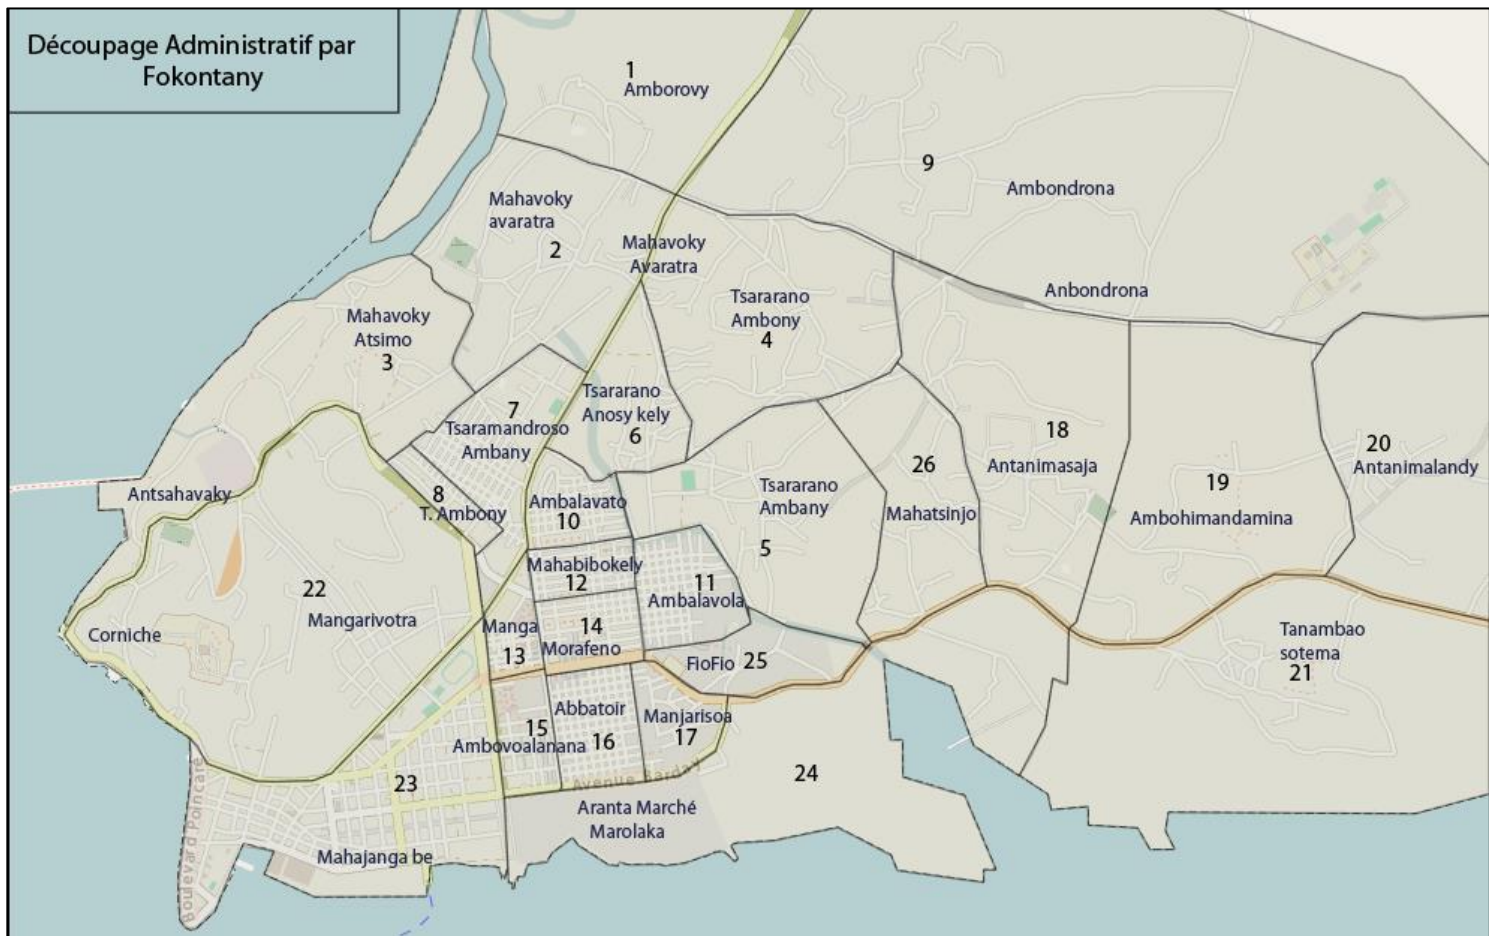 Découpage Administratif par
Fokontany
1
Amborovy
9
Ambondrona
Mahavoky
avaratra
2
Mahavoky
Avaratra
Anbondrona
Tsararano
Ambony
4
Mahavoky
Atsimo
3
7
Tsaramandroso
Ambany
Tsararano
Anosy kely
6
18
Antanimasaja
20
Antanimalandy
26
Mahatsinjo
19
Ambohimandamina
Antsahavaky
8
T. Ambony
Ambalavato
10
Tsararano
Ambany
5
Mahabibokely
12
11
Ambalavola
22
Mangarivotra
Corniche
Manga
13
14
Morafeno
FioFio
25
Tanambao
sotema
21
Abbatoir
16
15
Ambovoalanana
Manjarisoa
17
24
23
Avenue Barday
Aranta Marché
Marolaka
Boulevard Poincaré
Mahajanga be